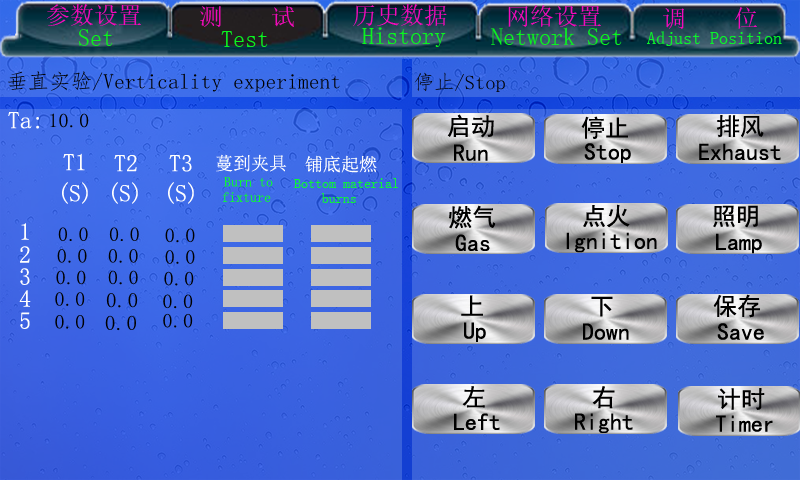 参数设置 测 试 历史数据 网络设置 调 位
Set Test History Network Set Adjust Position
垂直实验/Verticality experiment
停止/Stop
Ta: 10.0
T1 T2 T3 蔓到夹具 铺底起燃
(S) (S) (S) Burn to fixture Bottom material burns
1 0.0 0.0 0.0
2 0.0 0.0 0.0
3 0.0 0.0 0.0
4 0.0 0.0 0.0
5 0.0 0.0 0.0
启动 停止 排风
Run Stop Exhaust
燃气 点火 照明
Gas Ignition Lamp
上 下 保存
Up Down Save
左 右 计时
Left Right Timer